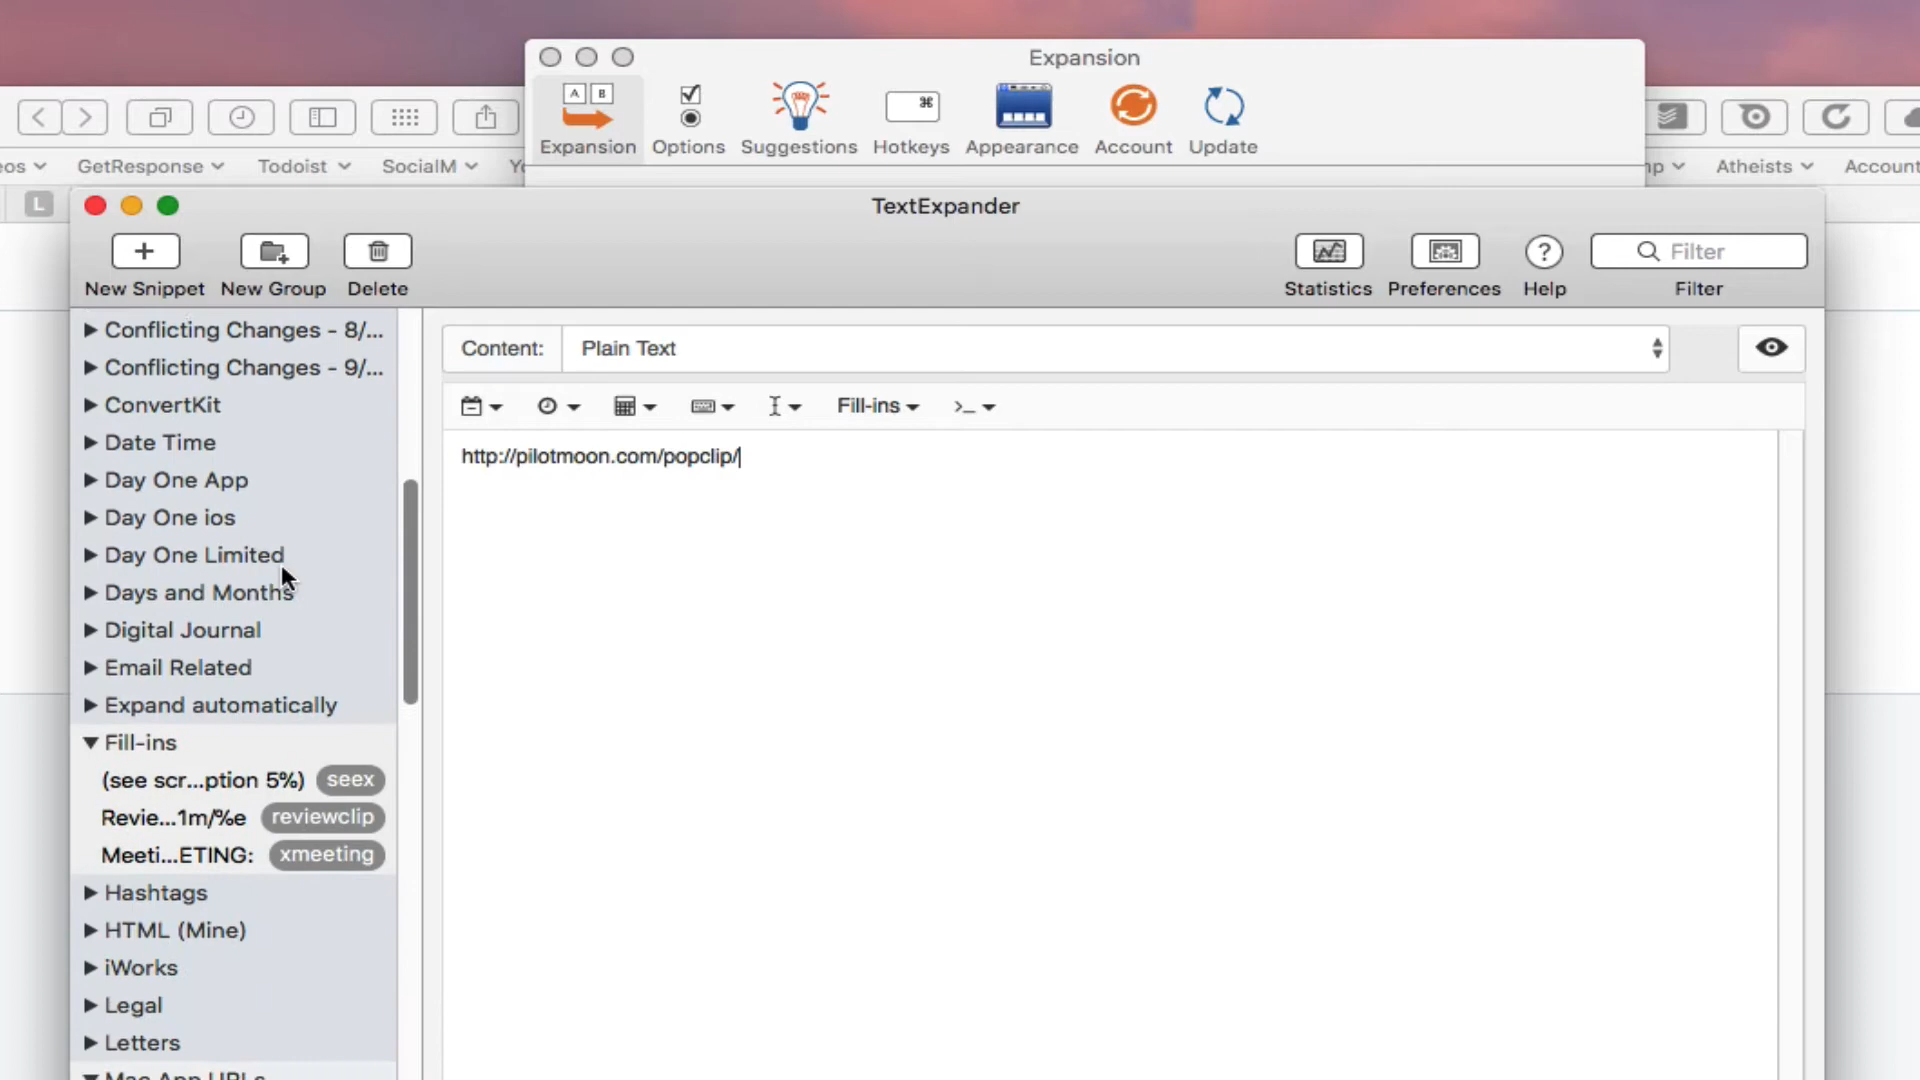 Expansion
A B
⌘
Expansion Options Suggestions Hotkeys Appearance Account Update
eos GetResponse Todoist SocialM
Atheists Account
L
TextExpander
Filter
New Snippet New Group Delete
Statistics Preferences Help Filter
Conflicting Changes - 8/...
Conflicting Changes - 9/...
ConvertKit
Date Time
Day One App
Day One ios
Day One Limited
Days and Months
Digital Journal
Email Related
Expand automatically
Fill-ins
(see scr...ption 5%) seex
Revie...1m/%e reviewclip
Meeti...ETING: xmeeting
Hashtags
HTML (Mine)
iWorks
Legal
Letters
Mac App URLs
Content: Plain Text
Fill-ins >_
http://pilotmoon.com/popclip/